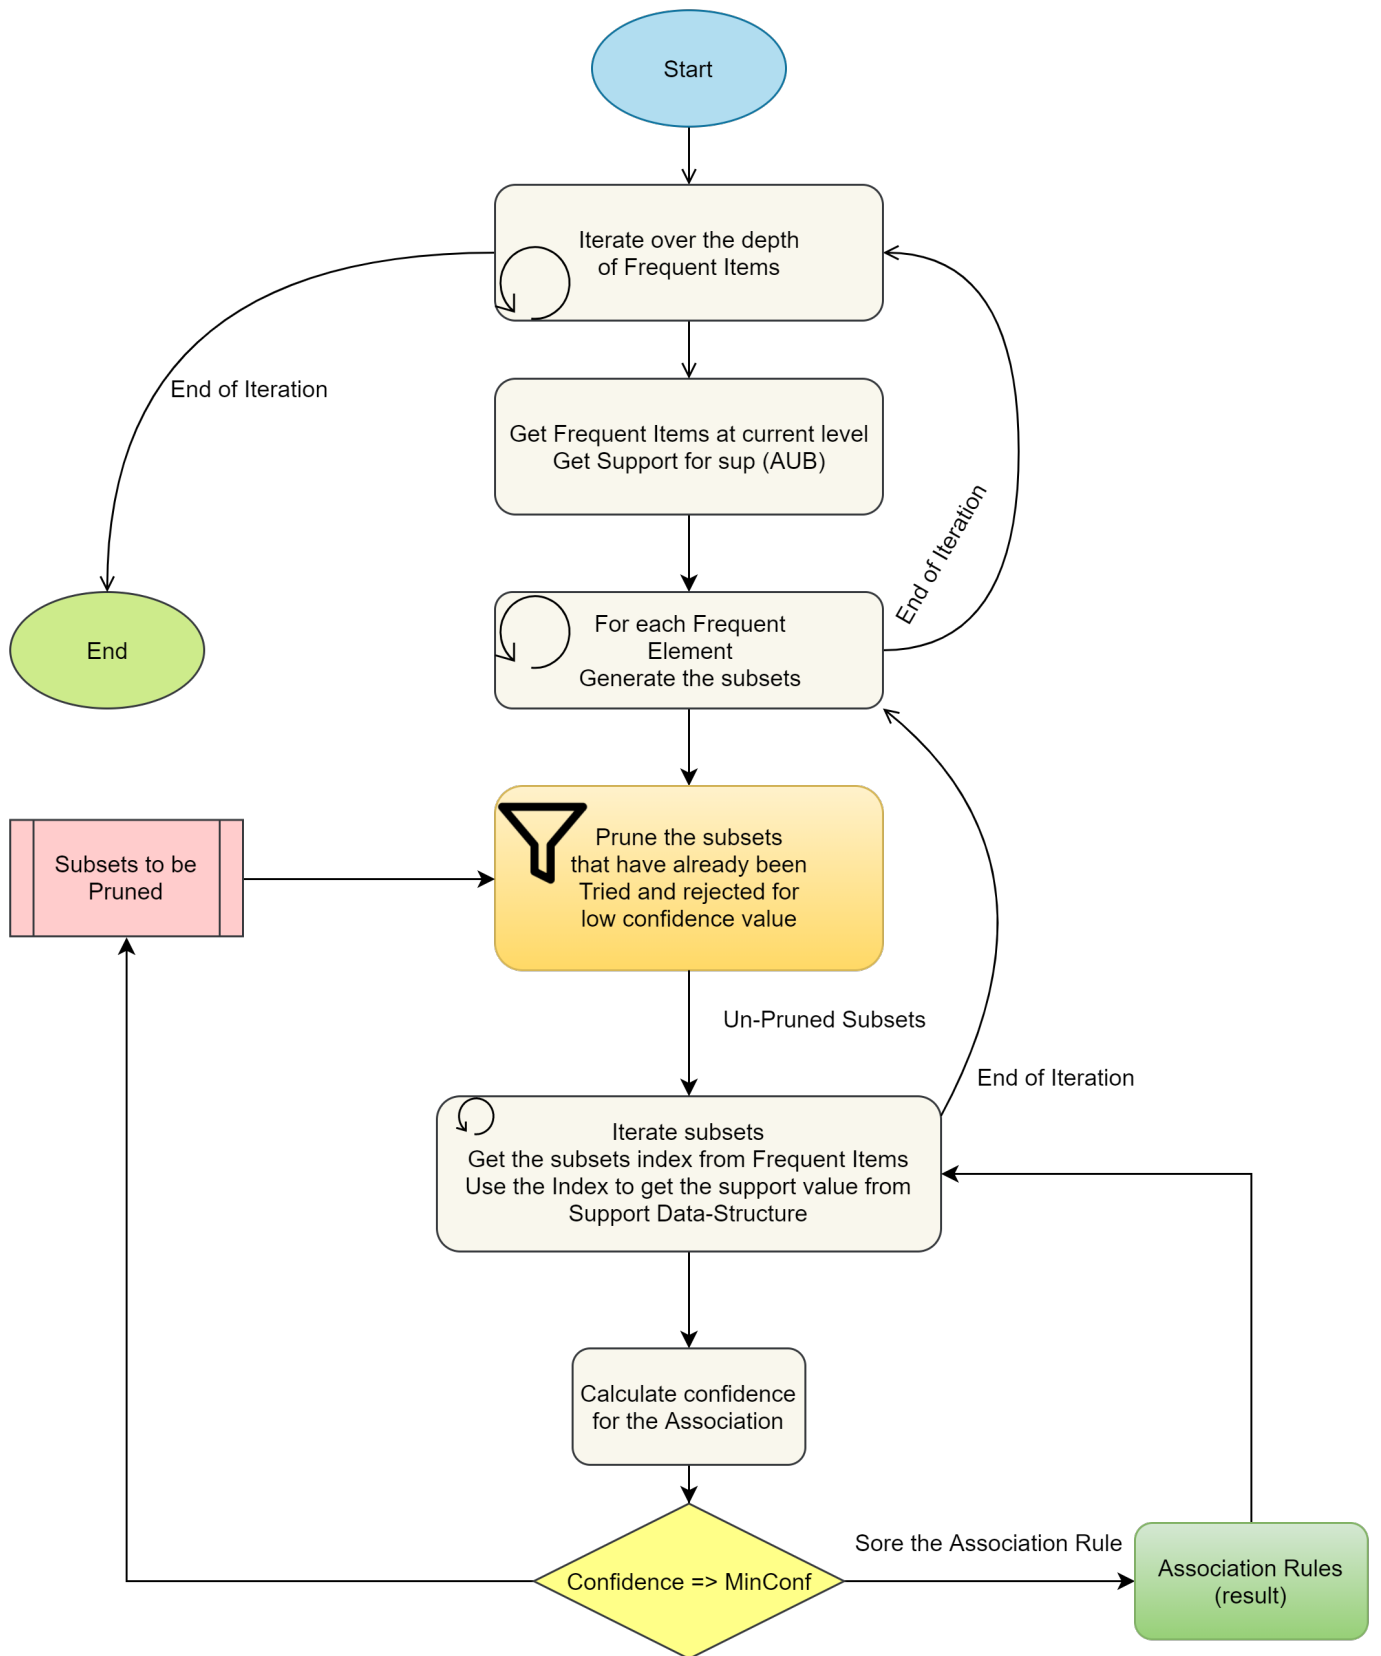 Start
Iterate over the depth
of Frequent Items
End of Iteration
Get Frequent Items at current level
Get Support for sup (AUB)
End of Iteration
For each Frequent
Element
Generate the subsets
End
Subsets to be
Pruned
Prune the subsets
that have already been
Tried and rejected for
low confidence value
Un-Pruned Subsets
End of Iteration
Iterate subsets
Get the subsets index from Frequent Items
Use the Index to get the support value from
Support Data-Structure
Calculate confidence
for the Association
Confidence => MinConf
Sore the Association Rule
Association Rules
(result)